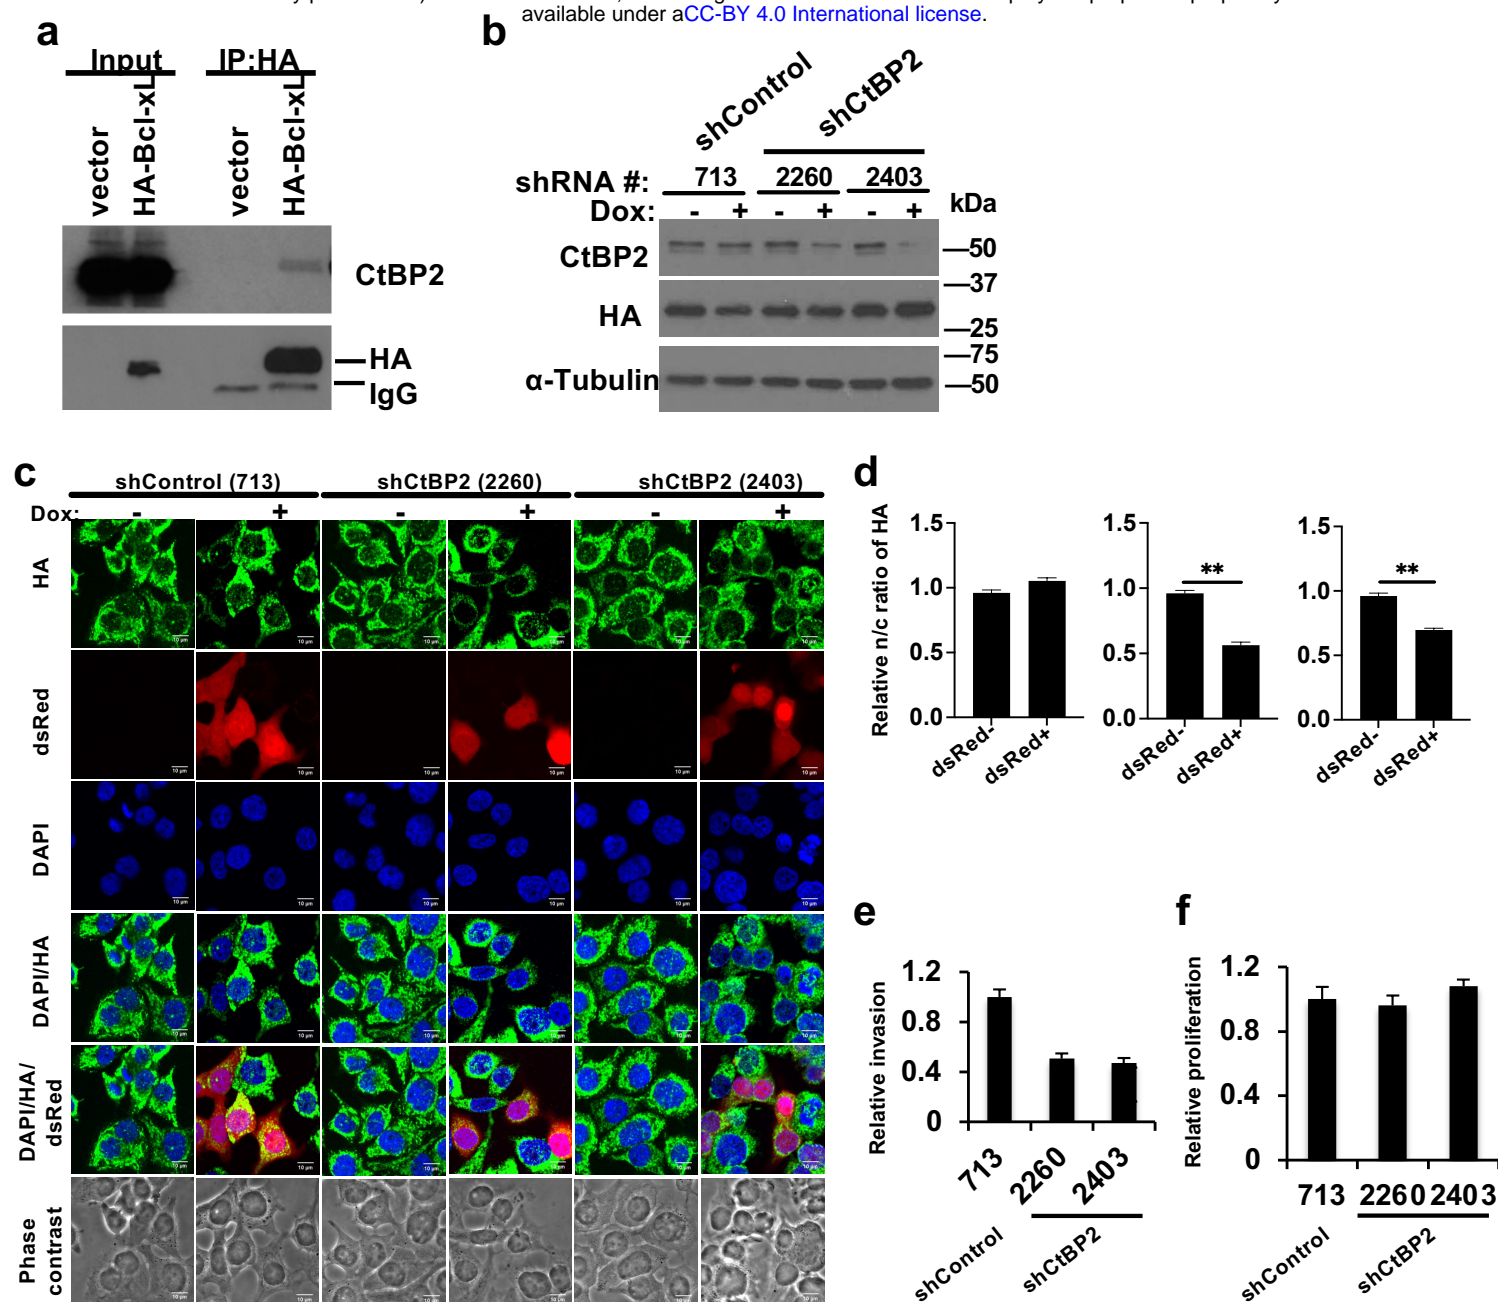 available under aCC-BY 4.0 International license.
a
Input
IP:HA
vector
HA-Bcl-xL
vector
HA-Bcl-xL
CtBP2
HA
IgG
b
shControl
shCtBP2
shRNA #:
713
2260
2403
Dox:
- + - + - +
kDa
CtBP2
50
37
HA
25
75
α-Tubulin
50
c
shControl (713)
shCtBP2 (2260)
shCtBP2 (2403)
Dox:
- + - + - +
HA
dsRed
DAPI
DAPI/HA
DAPI/HA/
dsRed
Phase
contrast
10 μm
d
Relative n/c ratio of HA
1.5
1.0
0.5
0.0
dsRed-
dsRed+
1.5
1.0
0.5
0.0
**
dsRed-
dsRed+
1.5
1.0
0.5
0.0
**
dsRed-
dsRed+
e
Relative invasion
1.2
0.8
0.4
0
713
2260
2403
shControl
shCtBP2
f
Relative proliferation
1.2
0.8
0.4
0
713
2260
2403
shControl
shCtBP2